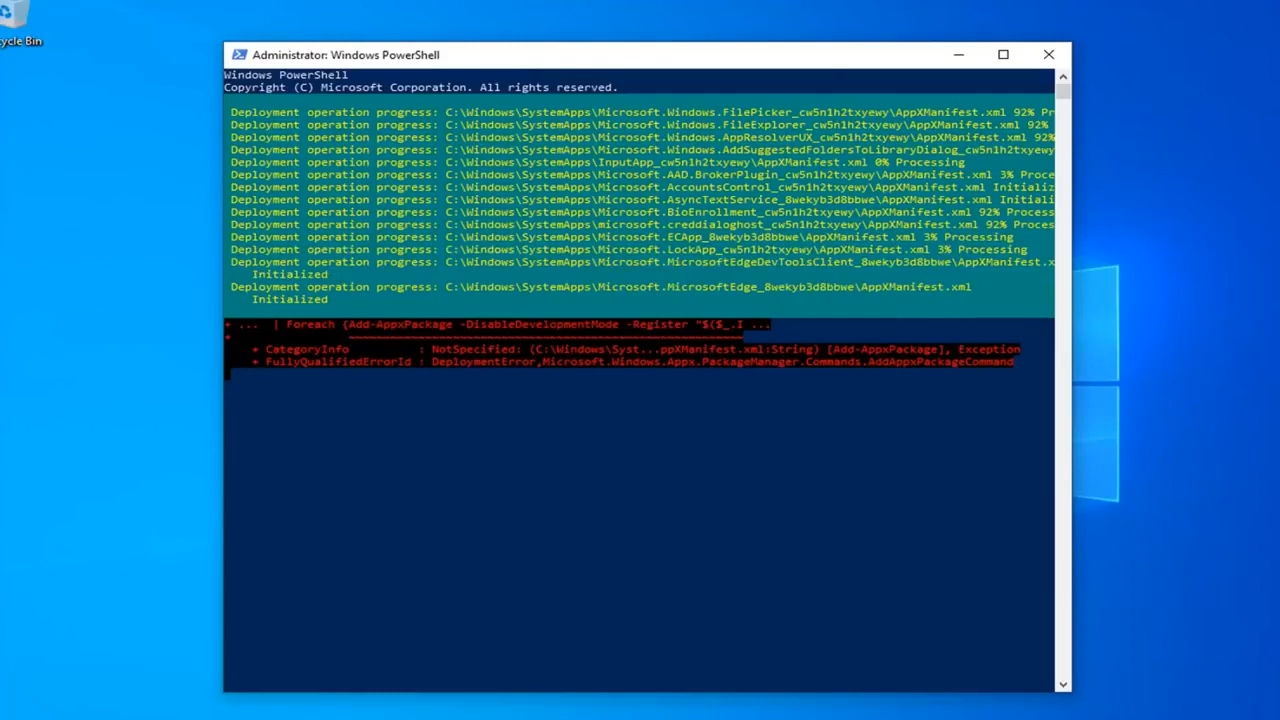 cycle Bin
Administrator: Windows PowerShell
Windows PowerShell
Copyright (C) Microsoft Corporation. All rights reserved.
Deployment operation progress: C:\Windows\SystemApps\Microsoft.Windows.FilePicker_cw5n1h2txyewy\AppXManifest.xml 92% Pr
Deployment operation progress: C:\Windows\SystemApps\Microsoft.Windows.FileExplorer_cw5n1h2txyewy\AppXManifest.xml 92%
Deployment operation progress: C:\Windows\SystemApps\Microsoft.Windows.AppResolverUX_cw5n1h2txyewy\AppXManifest.xml 92%
Deployment operation progress: C:\Windows\SystemApps\Microsoft.Windows.AddSuggestedFoldersToLibraryDialog_cw5n1h2txyewy
Deployment operation progress: C:\Windows\SystemApps\InputApp_cw5n1h2txyewy\AppXManifest.xml 0% Processing
Deployment operation progress: C:\Windows\SystemApps\Microsoft.AAD.BrokerPlugin_cw5n1h2txyewy\AppXManifest.xml 3% Proce
Deployment operation progress: C:\Windows\SystemApps\Microsoft.AccountsControl_cw5n1h2txyewy\AppXManifest.xml Initializ
Deployment operation progress: C:\Windows\SystemApps\Microsoft.AsyncTextService_8wekyb3d8bbwe\AppXManifest.xml Initiali
Deployment operation progress: C:\Windows\SystemApps\Microsoft.BioEnrollment_cw5n1h2txyewy\AppXManifest.xml 92% Process
Deployment operation progress: C:\Windows\SystemApps\Microsoft.creddialoghost_cw5n1h2txyewy\AppXManifest.xml 92% Proces
Deployment operation progress: C:\Windows\SystemApps\Microsoft.ECApp_8wekyb3d8bbwe\AppXManifest.xml 3% Processing
Deployment operation progress: C:\Windows\SystemApps\Microsoft.LockApp_cw5n1h2txyewy\AppXManifest.xml 3% Processing
Deployment operation progress: C:\Windows\SystemApps\Microsoft.MicrosoftEdgeDevToolsClient_8wekyb3d8bbwe\AppXManifest.x
Initialized
Deployment operation progress: C:\Windows\SystemApps\Microsoft.MicrosoftEdge_8wekyb3d8bbwe\AppXManifest.xml
Initialized
+ ... | Foreach (Add-AppxPackage -DisableDevelopmentMode -Register "$($_.I ...
+ ~~~~~~~~~~~~~~~~~~~~~~~~~~~~~~~~~~~~~~~~~~~~~~~~~~~~~~~~~
+ CategoryInfo : NotSpecified: (C:\Windows\Syst...ppXManifest.xml:String) [Add-AppxPackage], Exception
+ FullyQualifiedErrorId : DeploymentError,Microsoft.Windows.Appx.PackageManager.Commands.AddAppxPackageCommand